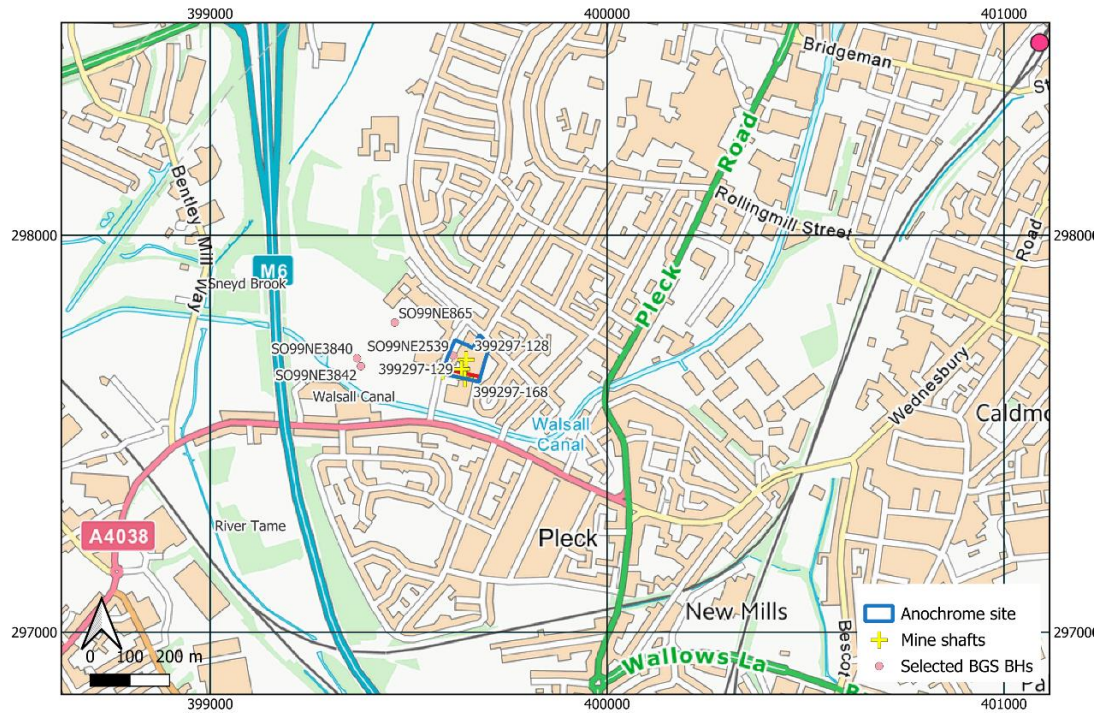 399000
400000
401000
Bridgeman
St
Bentley Mill Way
Pleck Road
Rollingmill Street
Road
298000
298000
M6
Sneyd Brook
SO99NE865
SO99NE3840
SO99NE2539
399297-128
SO99NE3842
399297-129
399297-168
Walsall Canal
Walsall
Canal
Pleck
Wednesbury
Caldmo
River Tame
A4038
Pleck
New Mills
Anochrome site
Mine shafts
Selected BGS BHs
297000
297000
Bescot
Wallows La
0 100 200 m
399000
400000
401000